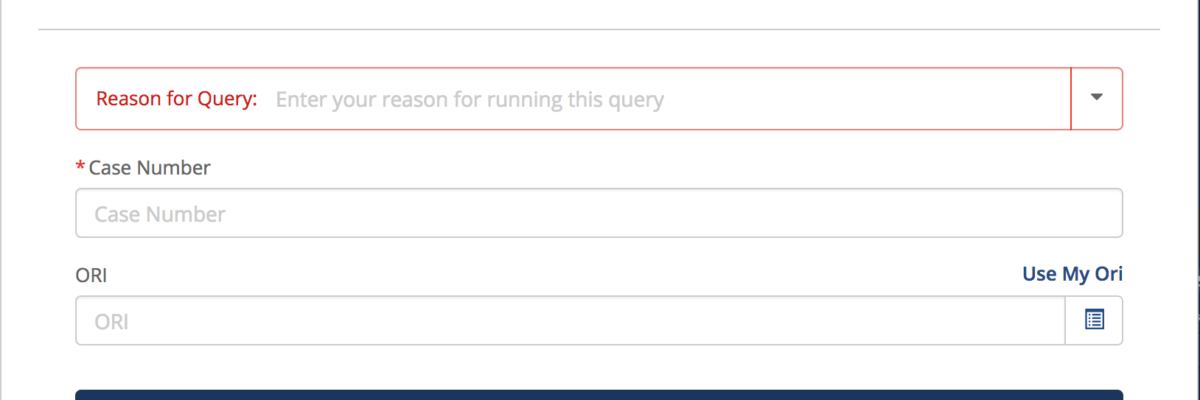 Reason for Query: Enter your reason for running this query
* Case Number
Case Number
ORI Use My Ori
ORI